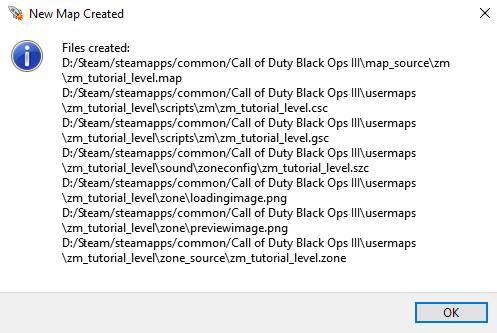 New Map Created
Files created:
D:/Steam/steamapps/common/Call of Duty Black Ops III\map_source\zm
\zm_tutorial_level.map
D:/Steam/steamapps/common/Call of Duty Black Ops III\usermaps
\zm_tutorial_level\scripts\zm\zm_tutorial_level.csc
D:/Steam/steamapps/common/Call of Duty Black Ops III\usermaps
\zm_tutorial_level\scripts\zm\zm_tutorial_level.gsc
D:/Steam/steamapps/common/Call of Duty Black Ops III\usermaps
\zm_tutorial_level\sound\zoneconfig\zm_tutorial_level.szc
D:/Steam/steamapps/common/Call of Duty Black Ops III\usermaps
\zm_tutorial_level\zone\loadingimage.png
D:/Steam/steamapps/common/Call of Duty Black Ops III\usermaps
\zm_tutorial_level\zone\previewimage.png
D:/Steam/steamapps/common/Call of Duty Black Ops III\usermaps
\zm_tutorial_level\zone_source\zm_tutorial_level.zone
OK